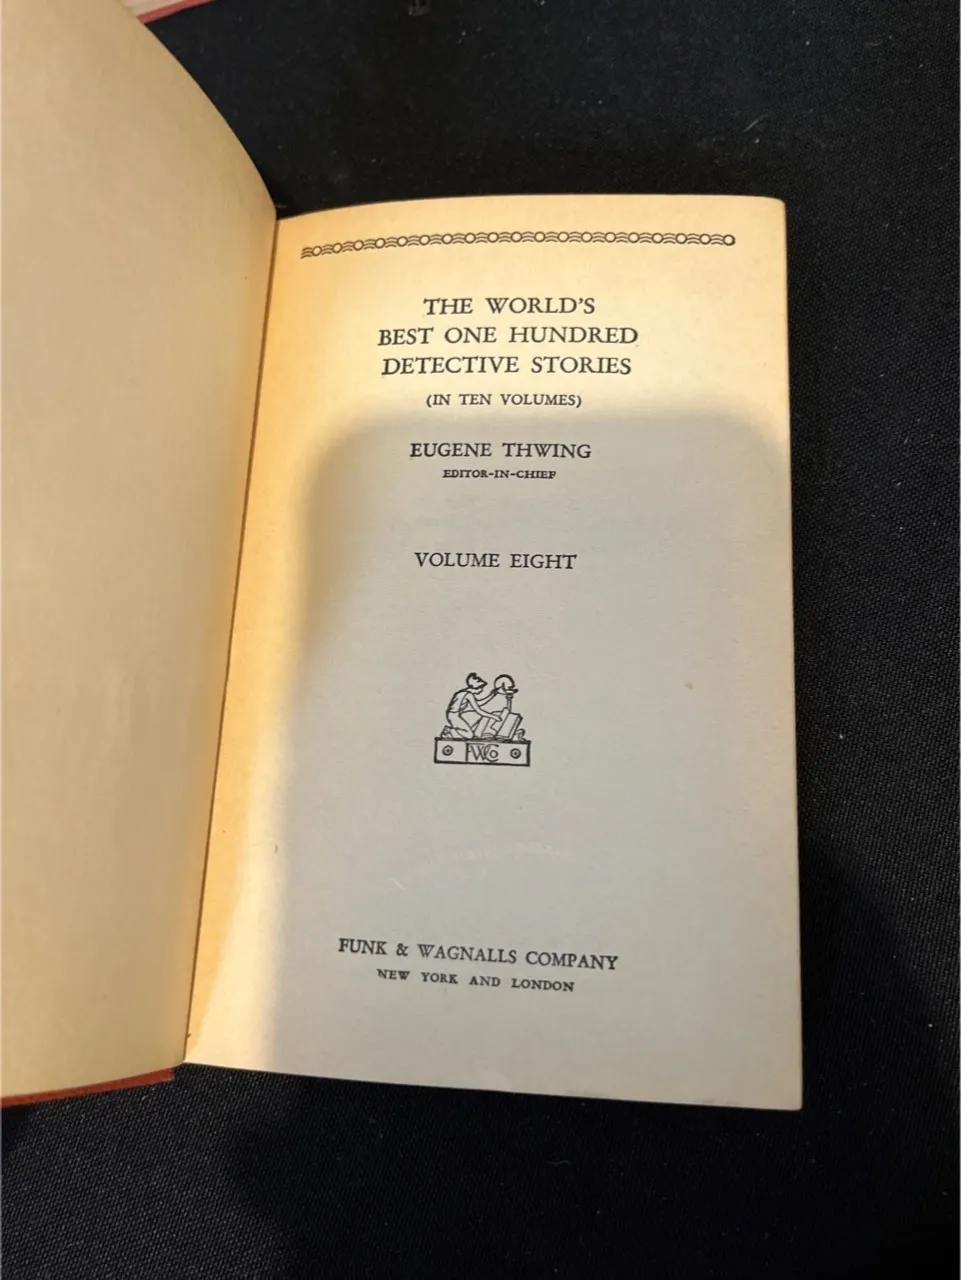 THE WORLD'S
BEST ONE HUNDRED
DETECTIVE STORIES
(IN TEN VOLUMES)
EUGENE THWING
EDITOR-IN-CHIEF
VOLUME EIGHT
FWCo
FUNK & WAGNALLS COMPANY
NEW YORK AND LONDON